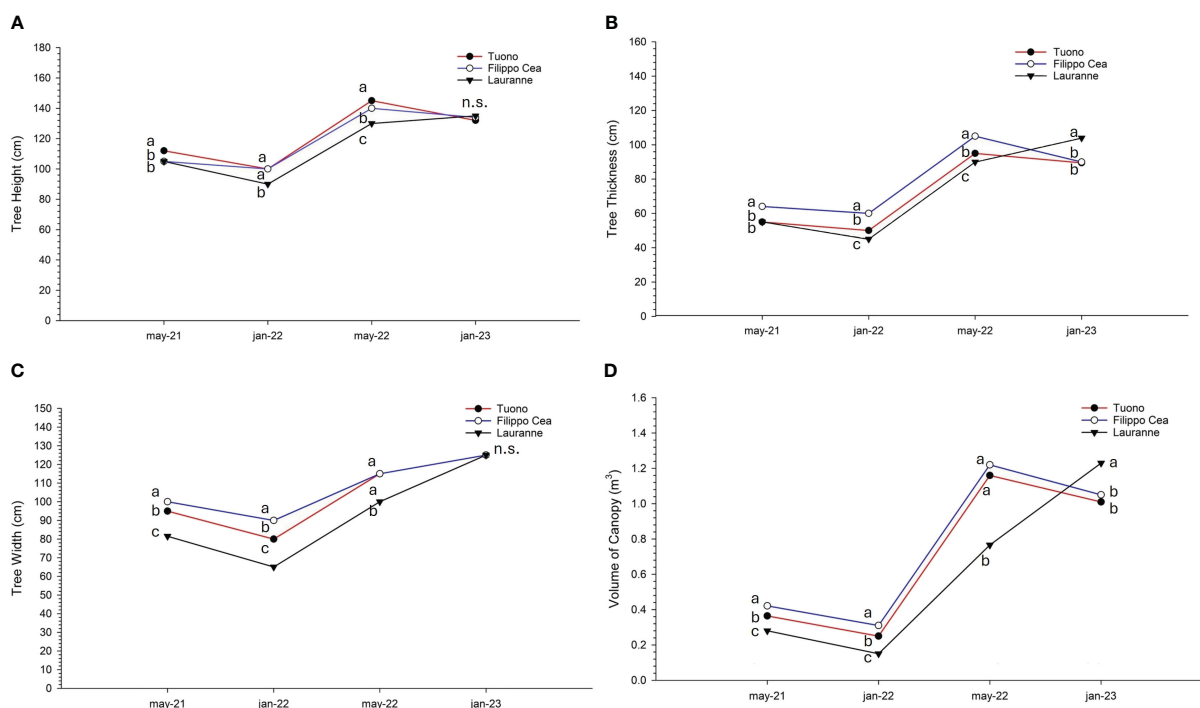 A
Tree Height (cm)
180
160
140
120
100
80
60
40
20
0
Tuono
Filippo Cea
Lauranne
a
b
b
a
a
b
a
b
c
n.s.
may-21
jan-22
may-22
jan-23
B
Tree Thickness (cm)
160
140
120
100
80
60
40
20
0
Tuono
Filippo Cea
Lauranne
a
b
b
a
b
c
a
b
c
a
b
b
may-21
jan-22
may-22
jan-23
C
Tree Width (cm)
150
140
130
120
110
100
90
80
70
60
50
40
30
20
10
0
Tuono
Filippo Cea
Lauranne
a
b
c
a
b
c
a
a
b
n.s.
may-21
jan-22
may-22
jan-23
D
Volume of Canopy (m³)
1.6
1.4
1.2
1.0
0.8
0.6
0.4
0.2
0.0
Tuono
Filippo Cea
Lauranne
a
b
c
a
b
c
a
a
b
a
b
b
may-21
jan-22
may-22
jan-23